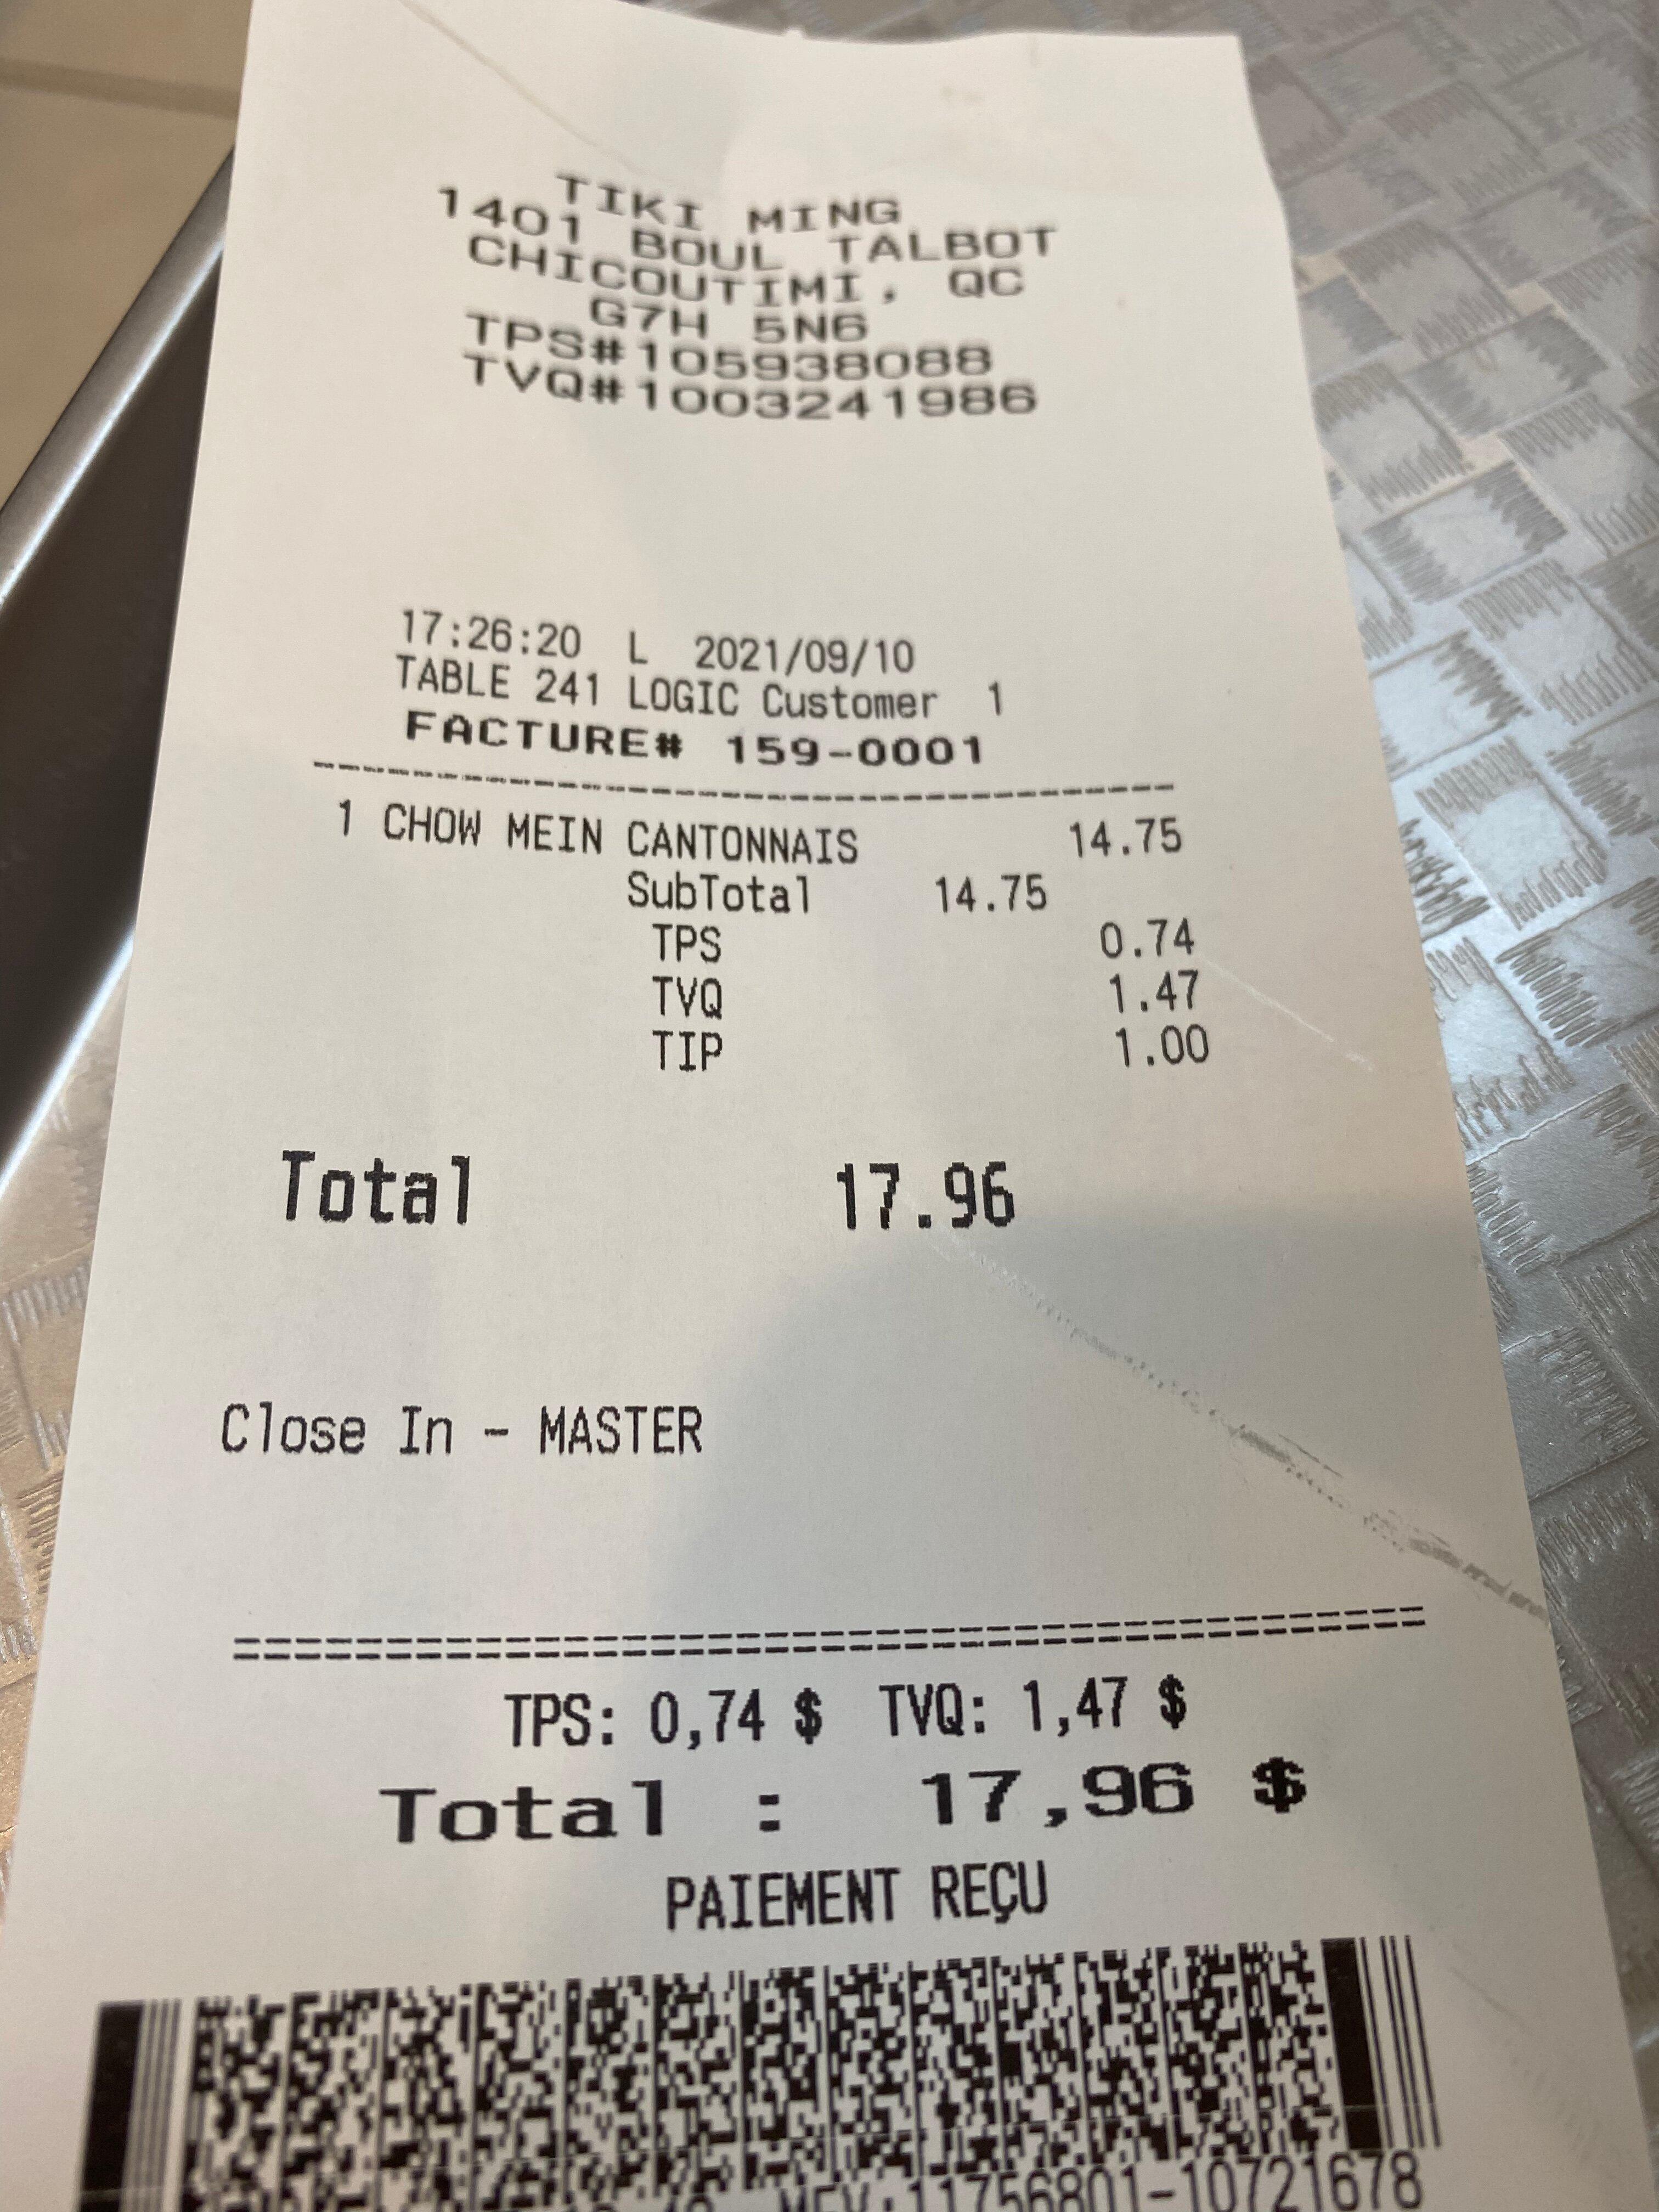 TIKI MING
1401 BOUL TALBOT
CHICOUTIMI, QC
G7H 5N6
TPS#105938088
TVQ#1003241986
17:26:20 L 2021/09/10
TABLE 241 LOGIC Customer 1
FACTURE# 159-0001
1 CHOW MEIN CANTONNAIS 14.75
SubTotal 14.75
TPS 0.74
TVQ 1.47
TIP 1.00
Total 17.96
Close In - MASTER
TPS: 0,74 $ TVQ: 1,47 $
Total : 17,96 $
PAIEMENT REÇU
MEV:11756801-10721678